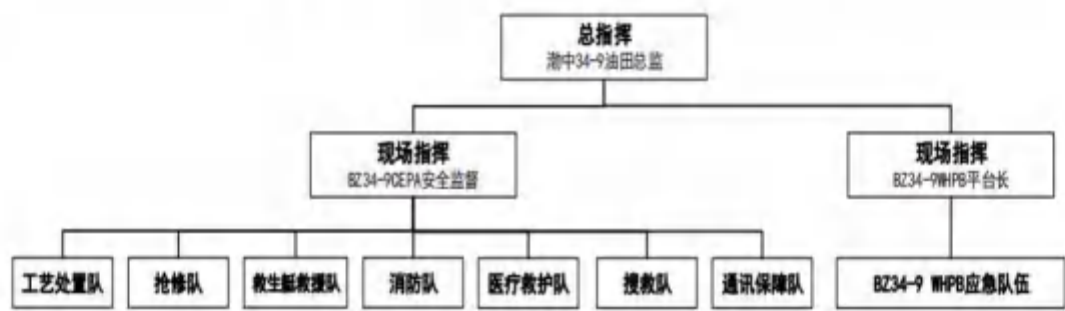 总指挥
渤中34-9油田总监
现场指挥
BZ34-9CEPA安全监督
现场指挥
BZ34-9WHPB平台长
工艺处置队
抢修队
救生艇救援队
消防队
医疗救护队
搜救队
通讯保障队
BZ34-9 WHPB应急队伍